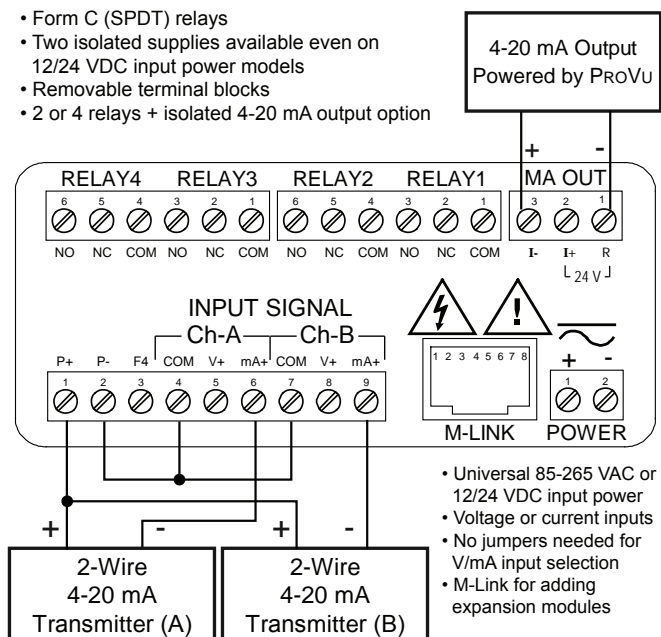 • Form C (SPDT) relays
• Two isolated supplies available even on
12/24 VDC input power models
• Removable terminal blocks
• 2 or 4 relays + isolated 4-20 mA output option
4-20 mA Output
Powered by PROVU
+ -
RELAY4 RELAY3 RELAY2 RELAY1 MA OUT
6 5 4 3 2 1 6 5 4 3 2 1 3 2 1
NO NC COM NO NC COM NO NC COM NO NC COM I- I+ R
24 V
INPUT SIGNAL
Ch-A Ch-B
P+ P- F4 COM V+ mA+ COM V+ mA+
1 2 3 4 5 6 7 8 9
1 2 3 4 5 6 7 8
M-LINK
+ -
1 2
POWER
+ - + -
2-Wire
4-20 mA
Transmitter (A)
2-Wire
4-20 mA
Transmitter (B)
• Universal 85-265 VAC or
12/24 VDC input power
• Voltage or current inputs
• No jumpers needed for
V/mA input selection
• M-Link for adding
expansion modules